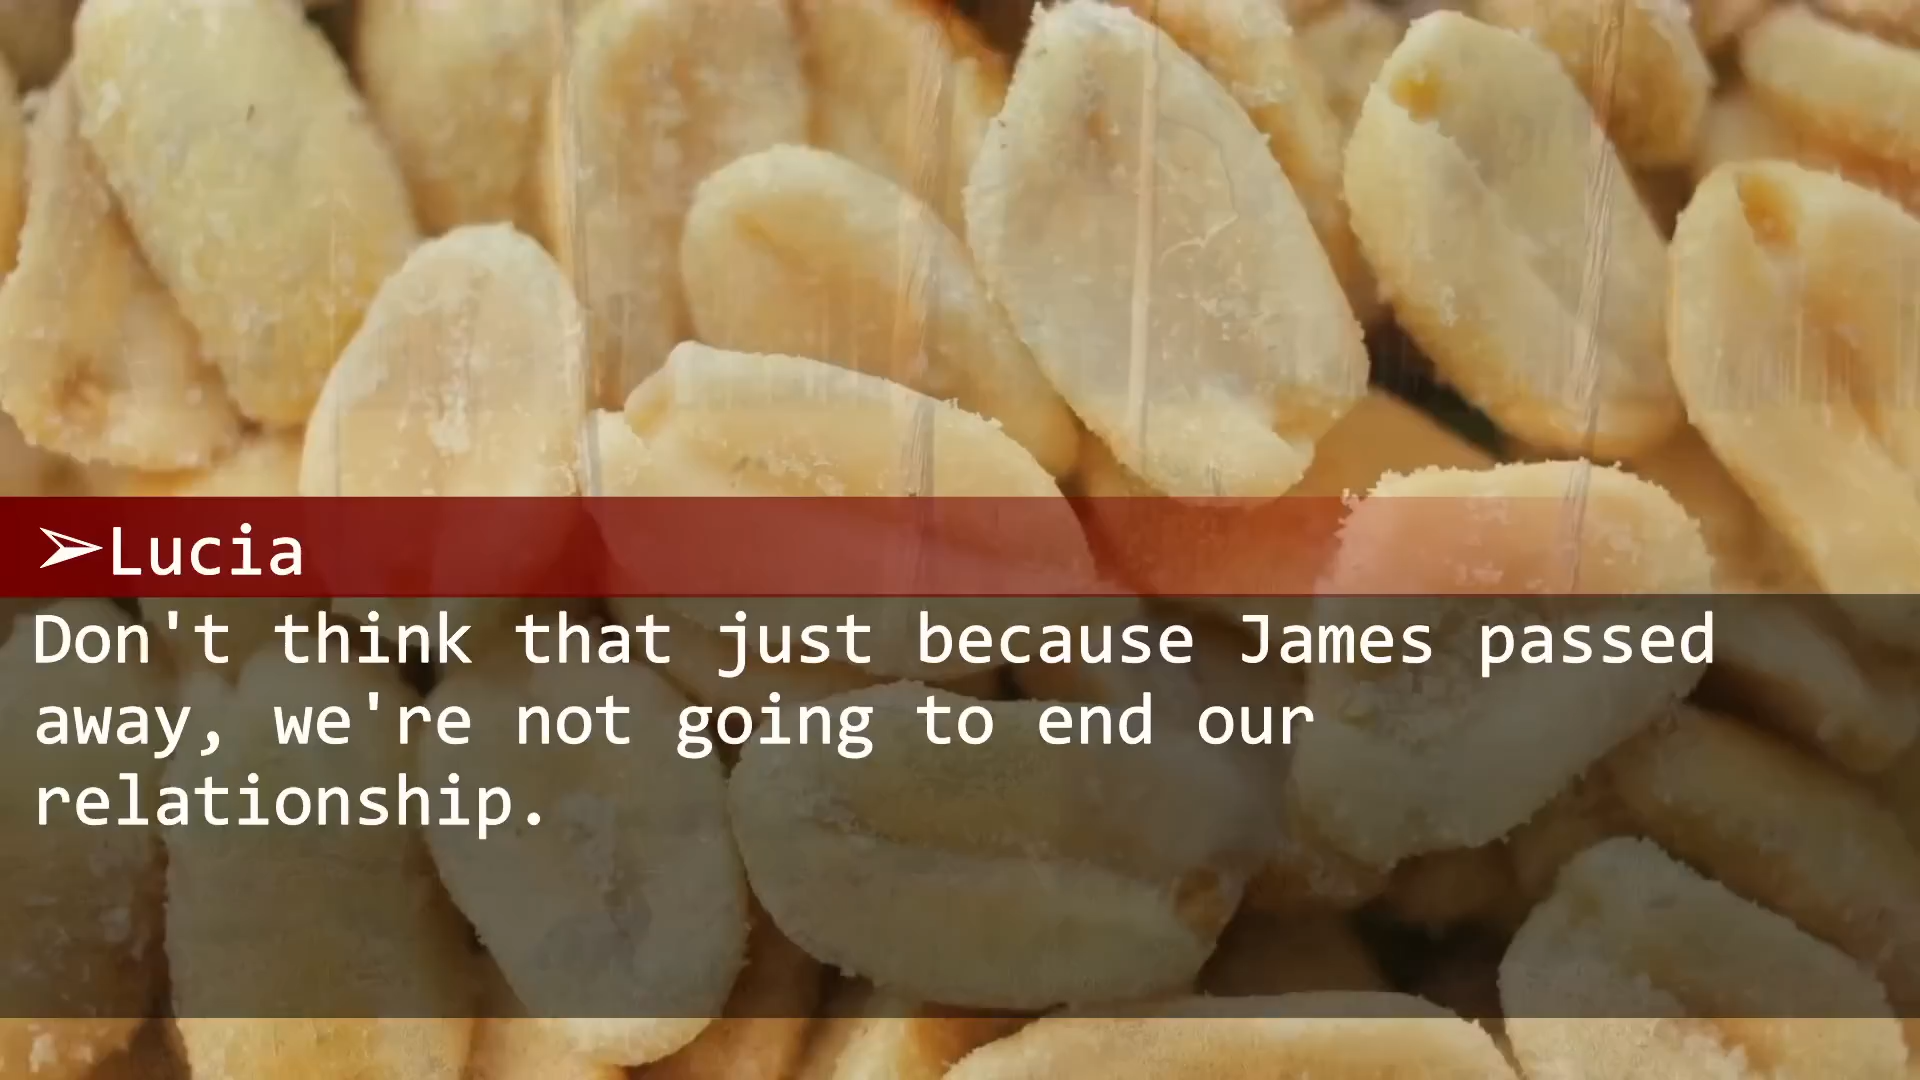 ➢Lucia
Don't think that just because James passed
away, we're not going to end our
relationship.